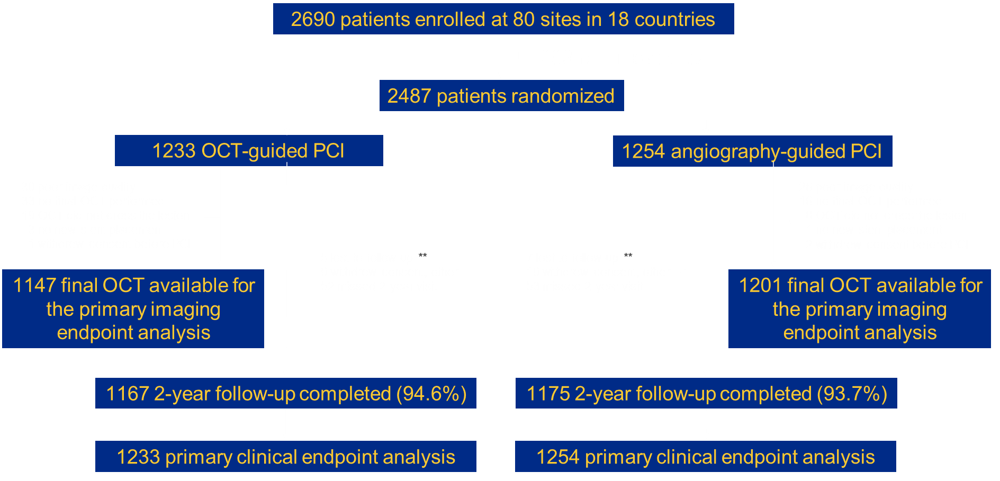 2690 patients enrolled at 80 sites in 18 countries
2487 patients randomized
1233 OCT-guided PCI
1254 angiography-guided PCI
**
**
1147 final OCT available for
the primary imaging
endpoint analysis
1201 final OCT available for
the primary imaging
endpoint analysis
1167 2-year follow-up completed (94.6%)
1175 2-year follow-up completed (93.7%)
1233 primary clinical endpoint analysis
1254 primary clinical endpoint analysis